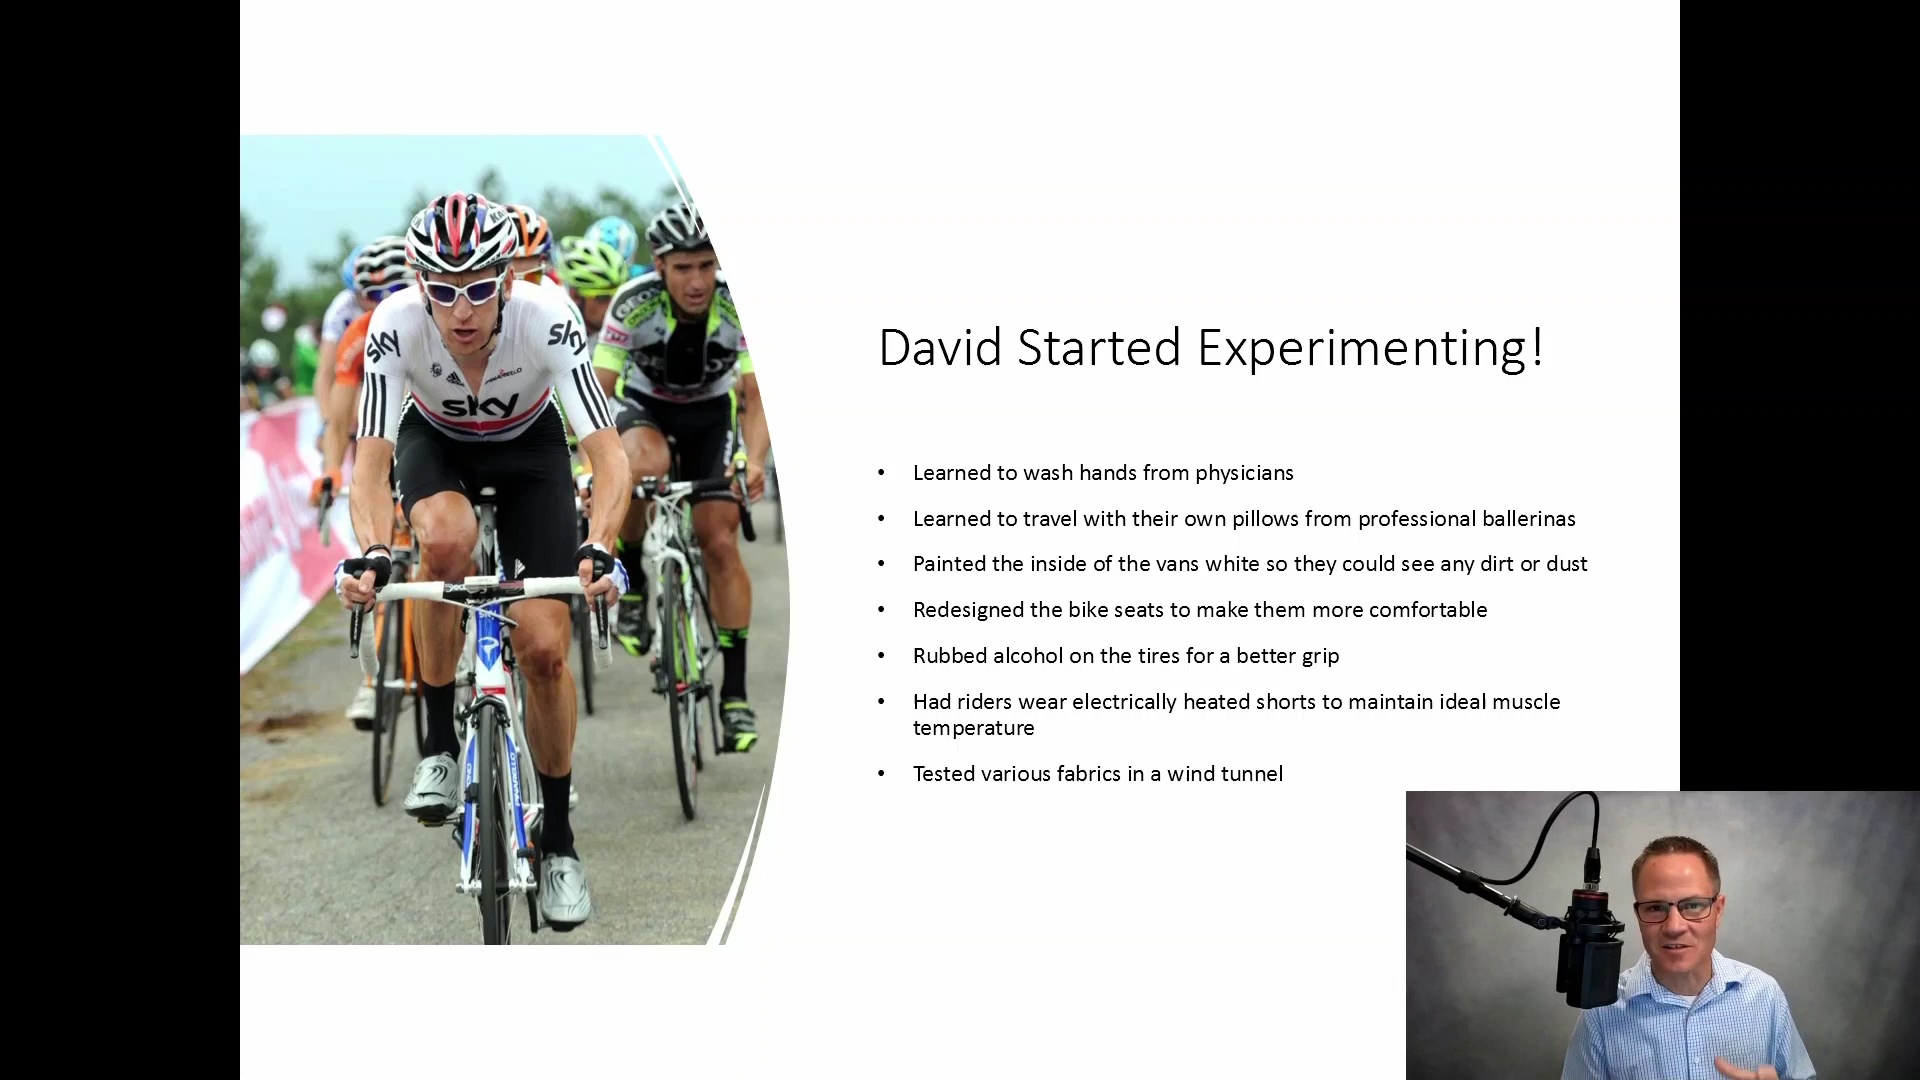 David Started Experimenting!
• Learned to wash hands from physicians
• Learned to travel with their own pillows from professional ballerinas
• Painted the inside of the vans white so they could see any dirt or dust
• Redesigned the bike seats to make them more comfortable
• Rubbed alcohol on the tires for a better grip
• Had riders wear electrically heated shorts to maintain ideal muscle
temperature
• Tested various fabrics in a wind tunnel
sky
sky
PINARELLO
sky
PINARELLO